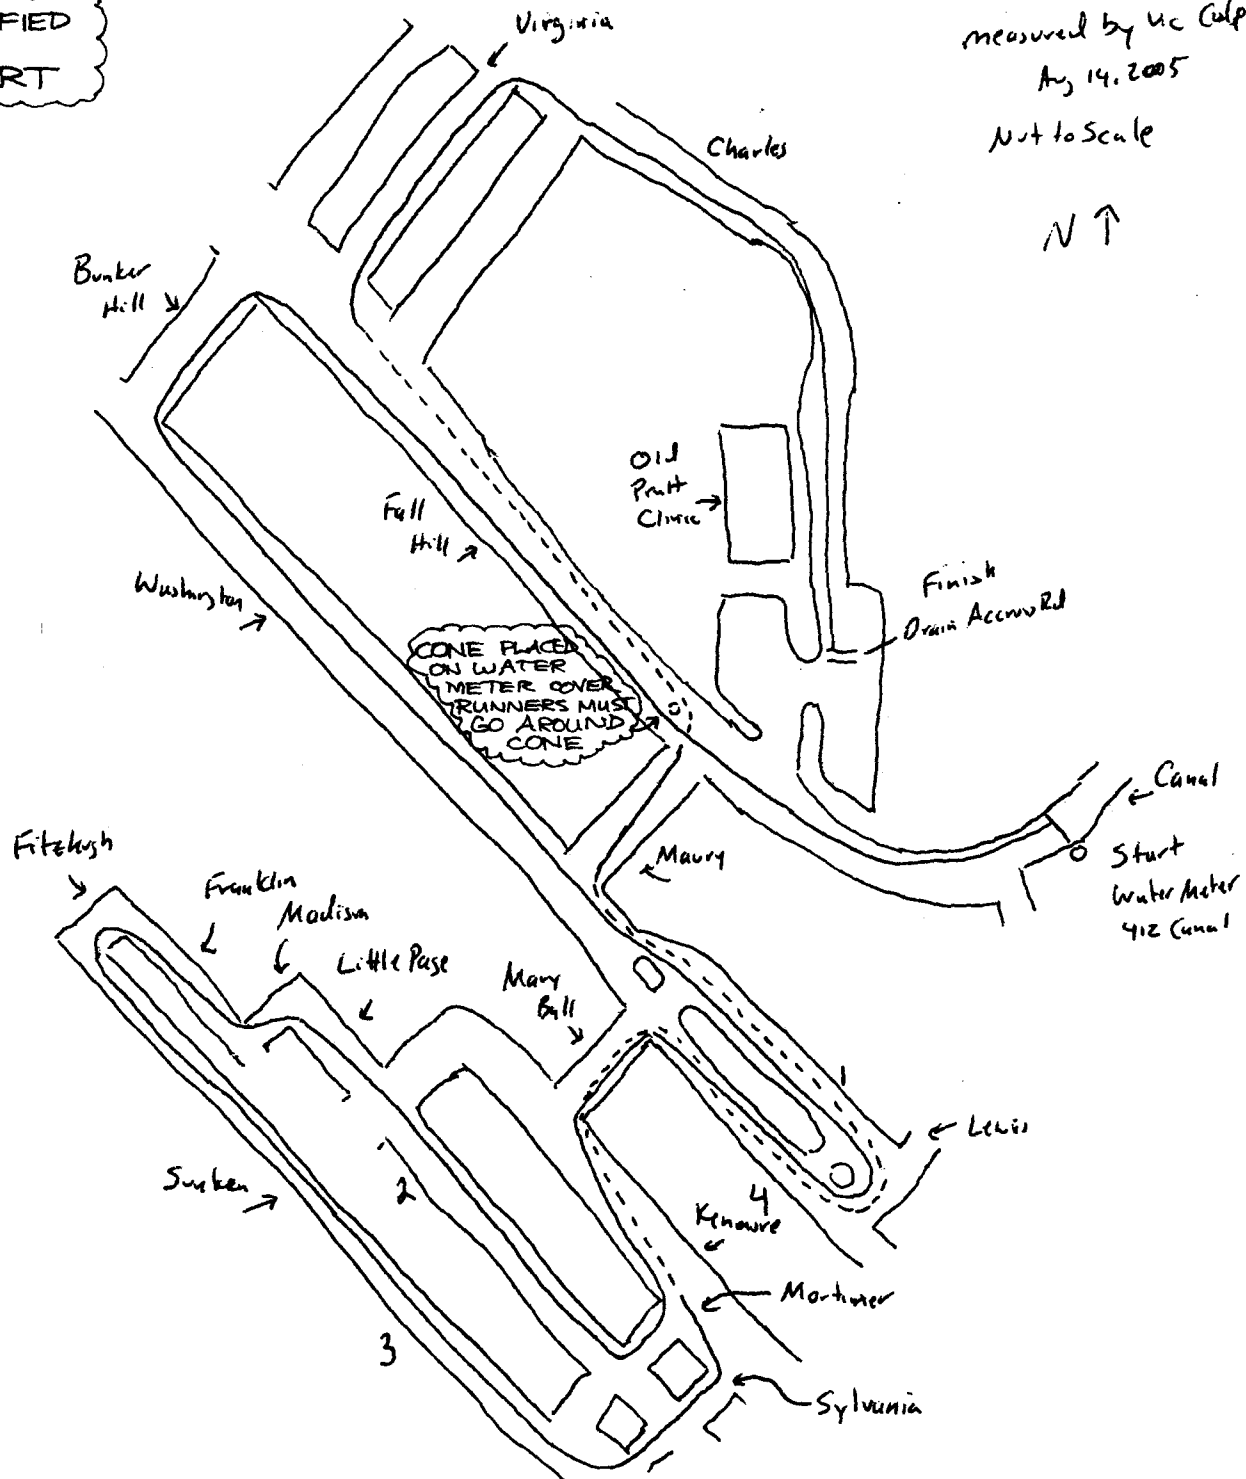 FIED
RT
Virginia
measured by Vic Culp
Aug 14, 2005
Not to Scale
N
Charles
Bunker
Hill
Old
Pratt
Clinic
Fall
Hill
Washington
Finish
Drain Access Rd
CONE PLACED
ON WATER
METER COVER
RUNNERS MUST
GO AROUND
CONE
Canal
Start
Water Meter
412 Canal
Maury
Fitzhugh
Franklin
Madison
Little Page
Mary
Ball
1
Lewis
Sunken
2
4
Kenmore
Mortimer
3
Sylvania